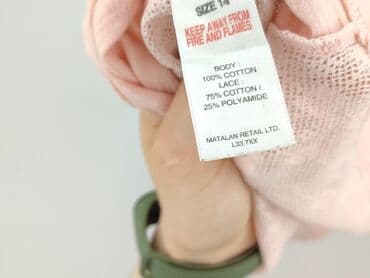 SIZE 14
KEEP AWAY FROM
FIRE AND FLAMES
BODY :
100% COTTON
LACE :
75% COTTON /
25% POLYAMIDE
MATALAN RETAIL LTD.
L33 7XX